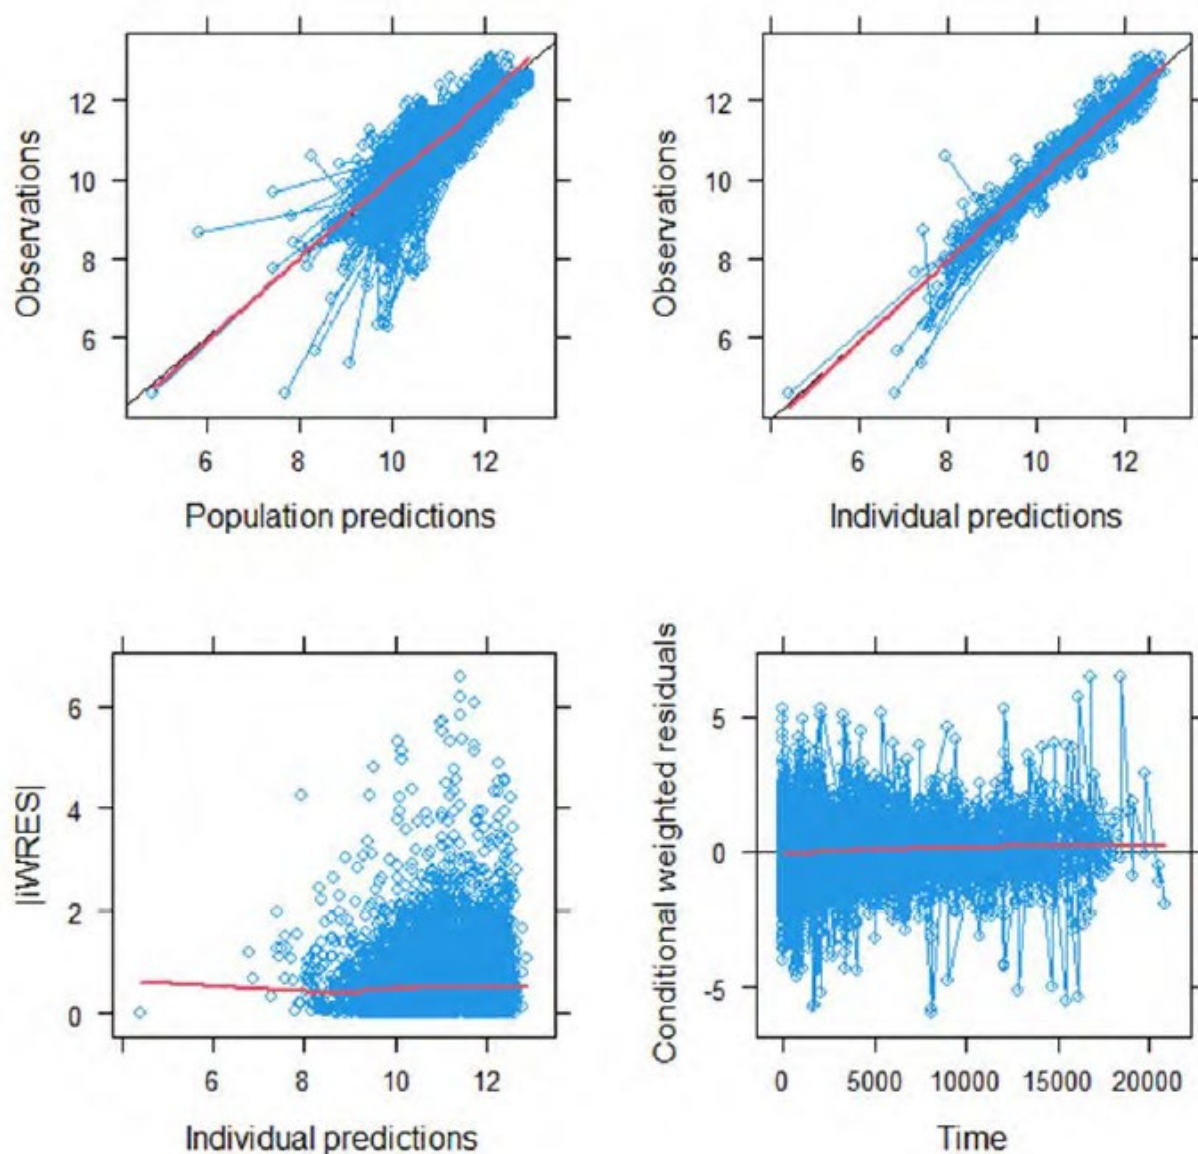 Observations
12
10
8
6
6 8 10 12
Population predictions
Observations
12
10
8
6
6 8 10 12
Individual predictions
|iWRES|
6
4
2
0
6 8 10 12
Individual predictions
Conditional weighted residuals
5
0
-5
0 5000 10000 15000 20000
Time